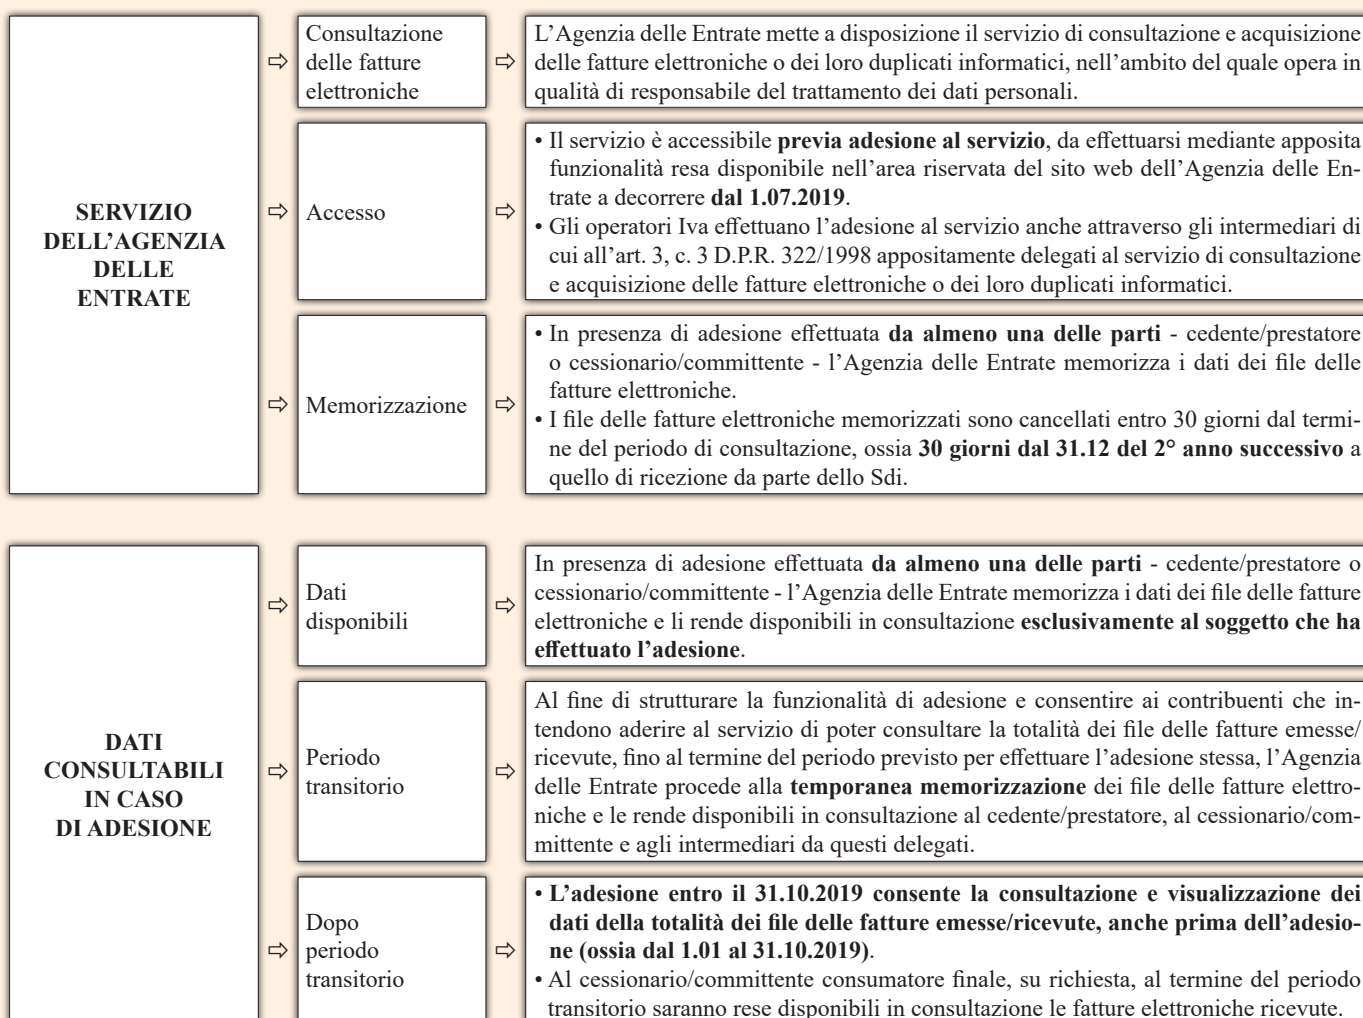 SERVIZIO
DELL'AGENZIA
DELLE
ENTRATE
⇨
Consultazione
delle fatture
elettroniche
⇨
L'Agenzia delle Entrate mette a disposizione il servizio di consultazione e acquisizione
delle fatture elettroniche o dei loro duplicati informatici, nell'ambito del quale opera in
qualità di responsabile del trattamento dei dati personali.
⇨
Accesso
⇨
• Il servizio è accessibile previa adesione al servizio, da effettuarsi mediante apposita
funzionalità resa disponibile nell'area riservata del sito web dell'Agenzia delle En-
trate a decorrere dal 1.07.2019.
• Gli operatori Iva effettuano l'adesione al servizio anche attraverso gli intermediari di
cui all'art. 3, c. 3 D.P.R. 322/1998 appositamente delegati al servizio di consultazione
e acquisizione delle fatture elettroniche o dei loro duplicati informatici.
⇨
Memorizzazione
⇨
• In presenza di adesione effettuata da almeno una delle parti - cedente/prestatore
o cessionario/committente - l'Agenzia delle Entrate memorizza i dati dei file delle
fatture elettroniche.
• I file delle fatture elettroniche memorizzati sono cancellati entro 30 giorni dal termi-
ne del periodo di consultazione, ossia 30 giorni dal 31.12 del 2° anno successivo a
quello di ricezione da parte dello Sdi.
DATI
CONSULTABILI
IN CASO
DI ADESIONE
⇨
Dati
disponibili
⇨
In presenza di adesione effettuata da almeno una delle parti - cedente/prestatore o
cessionario/committente - l'Agenzia delle Entrate memorizza i dati dei file delle fatture
elettroniche e li rende disponibili in consultazione esclusivamente al soggetto che ha
effettuato l'adesione.
⇨
Periodo
transitorio
⇨
Al fine di strutturare la funzionalità di adesione e consentire ai contribuenti che in-
tendono aderire al servizio di poter consultare la totalità dei file delle fatture emesse/
ricevute, fino al termine del periodo previsto per effettuare l'adesione stessa, l'Agenzia
delle Entrate procede alla temporanea memorizzazione dei file delle fatture elettro-
niche e le rende disponibili in consultazione al cedente/prestatore, al cessionario/com-
mittente e agli intermediari da questi delegati.
⇨
Dopo
periodo
transitorio
⇨
• L'adesione entro il 31.10.2019 consente la consultazione e visualizzazione dei
dati della totalità dei file delle fatture emesse/ricevute, anche prima dell'adesio-
ne (ossia dal 1.01 al 31.10.2019).
• Al cessionario/committente consumatore finale, su richiesta, al termine del periodo
transitorio saranno rese disponibili in consultazione le fatture elettroniche ricevute.